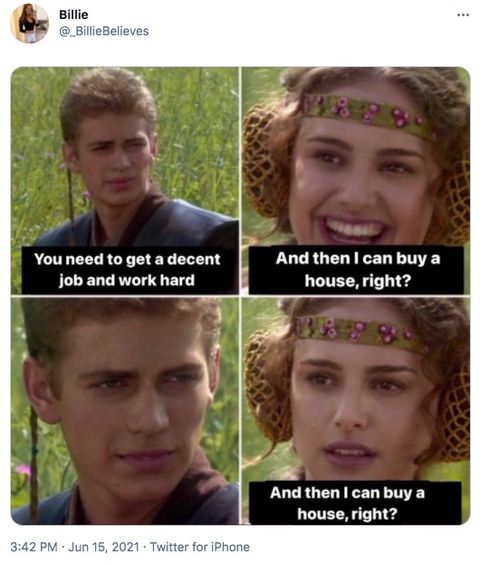 Billie
@_BillieBelieves
You need to get a decent
job and work hard
And then I can buy a
house, right?
And then I can buy a
house, right?
3:42 PM · Jun 15, 2021 · Twitter for iPhone